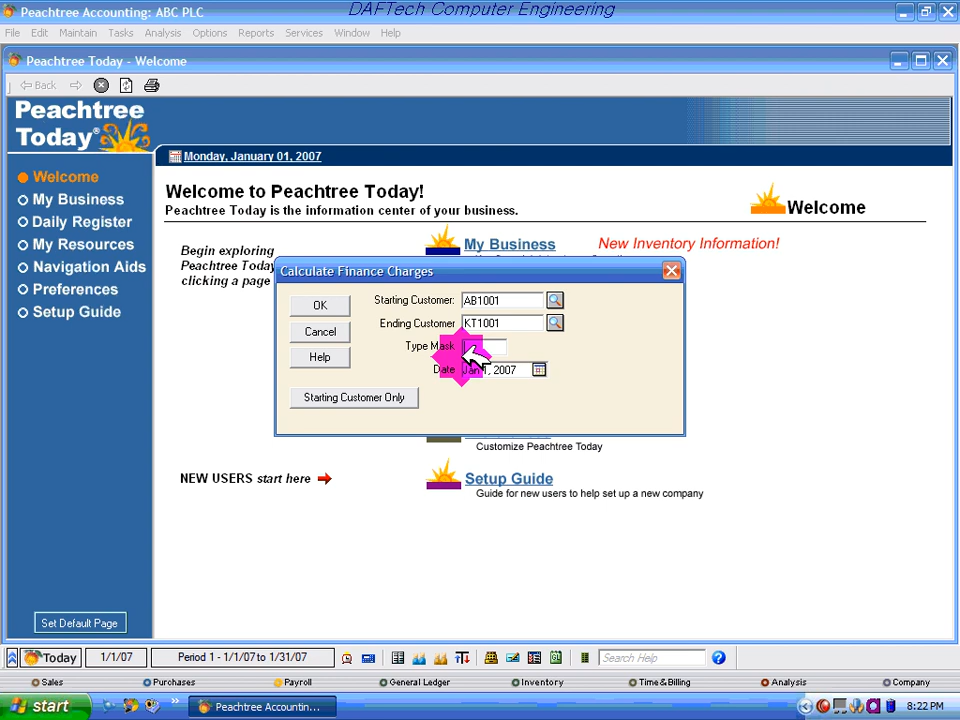 Peachtree Accounting: ABC PLC
DAFTech Computer Engineering
File Edit Maintain Tasks Analysis Options Reports Services Window Help
Peachtree Today - Welcome
Back
Peachtree
Today®
Monday, January 01, 2007
Welcome
My Business
Daily Register
My Resources
Navigation Aids
Preferences
Setup Guide
Set Default Page
Welcome to Peachtree Today!
Peachtree Today is the information center of your business.
Welcome
Begin exploring
Peachtree Today
clicking a page
My Business
New Inventory Information!
Calculate Finance Charges
OK
Cancel
Help
Starting Customer: AB1001
Ending Customer KT1001
Type Mask
Date Jan 1, 2007
Starting Customer Only
Customize Peachtree Today
NEW USERS start here
Setup Guide
Guide for new users to help set up a new company
Today 1/1/07 Period 1 - 1/1/07 to 1/31/07 Search Help
Sales Purchases Payroll General Ledger Inventory Time & Billing Analysis Company
start Peachtree Accountin... 8:22 PM